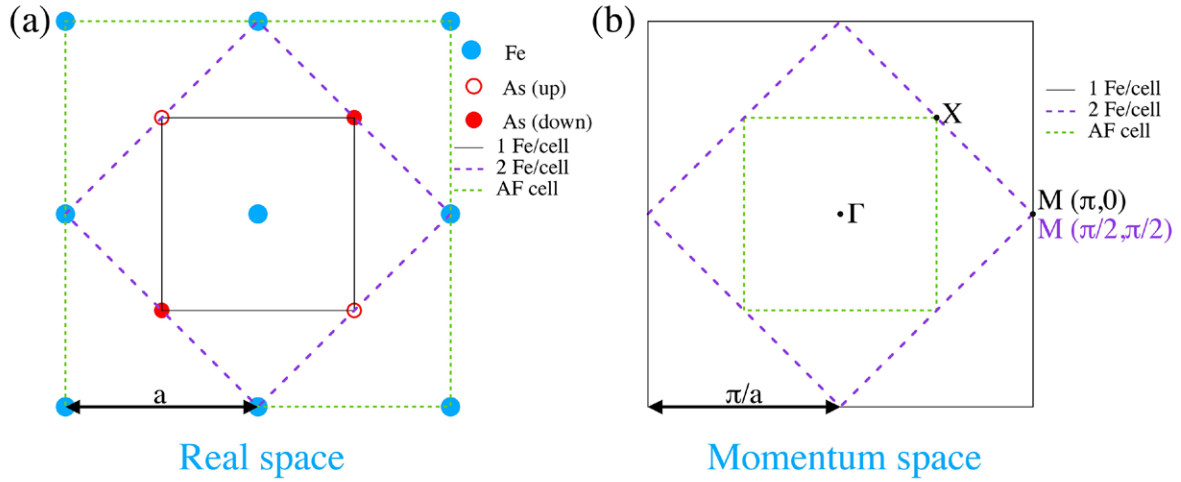 (a)
Fe
As (up)
As (down)
1 Fe/cell
2 Fe/cell
AF cell
a
Real space
(b)
1 Fe/cell
2 Fe/cell
AF cell
X
Γ
M (π,0)
M (π/2,π/2)
π/a
Momentum space